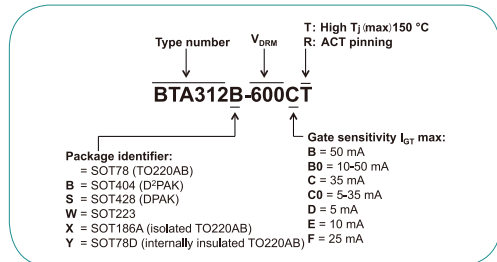 T: High Tj (max) 150 °C
Type number VDRM R: ACT pinning
BTA312B-600CT
Package identifier:
= SOT78 (TO220AB)
B = SOT404 (D²PAK)
S = SOT428 (DPAK)
W = SOT223
X = SOT186A (isolated TO220AB)
Y = SOT78D (internally insulated TO220AB)
Gate sensitivity IGT max:
B = 50 mA
B0 = 10-50 mA
C = 35 mA
C0 = 5-35 mA
D = 5 mA
E = 10 mA
F = 25 mA